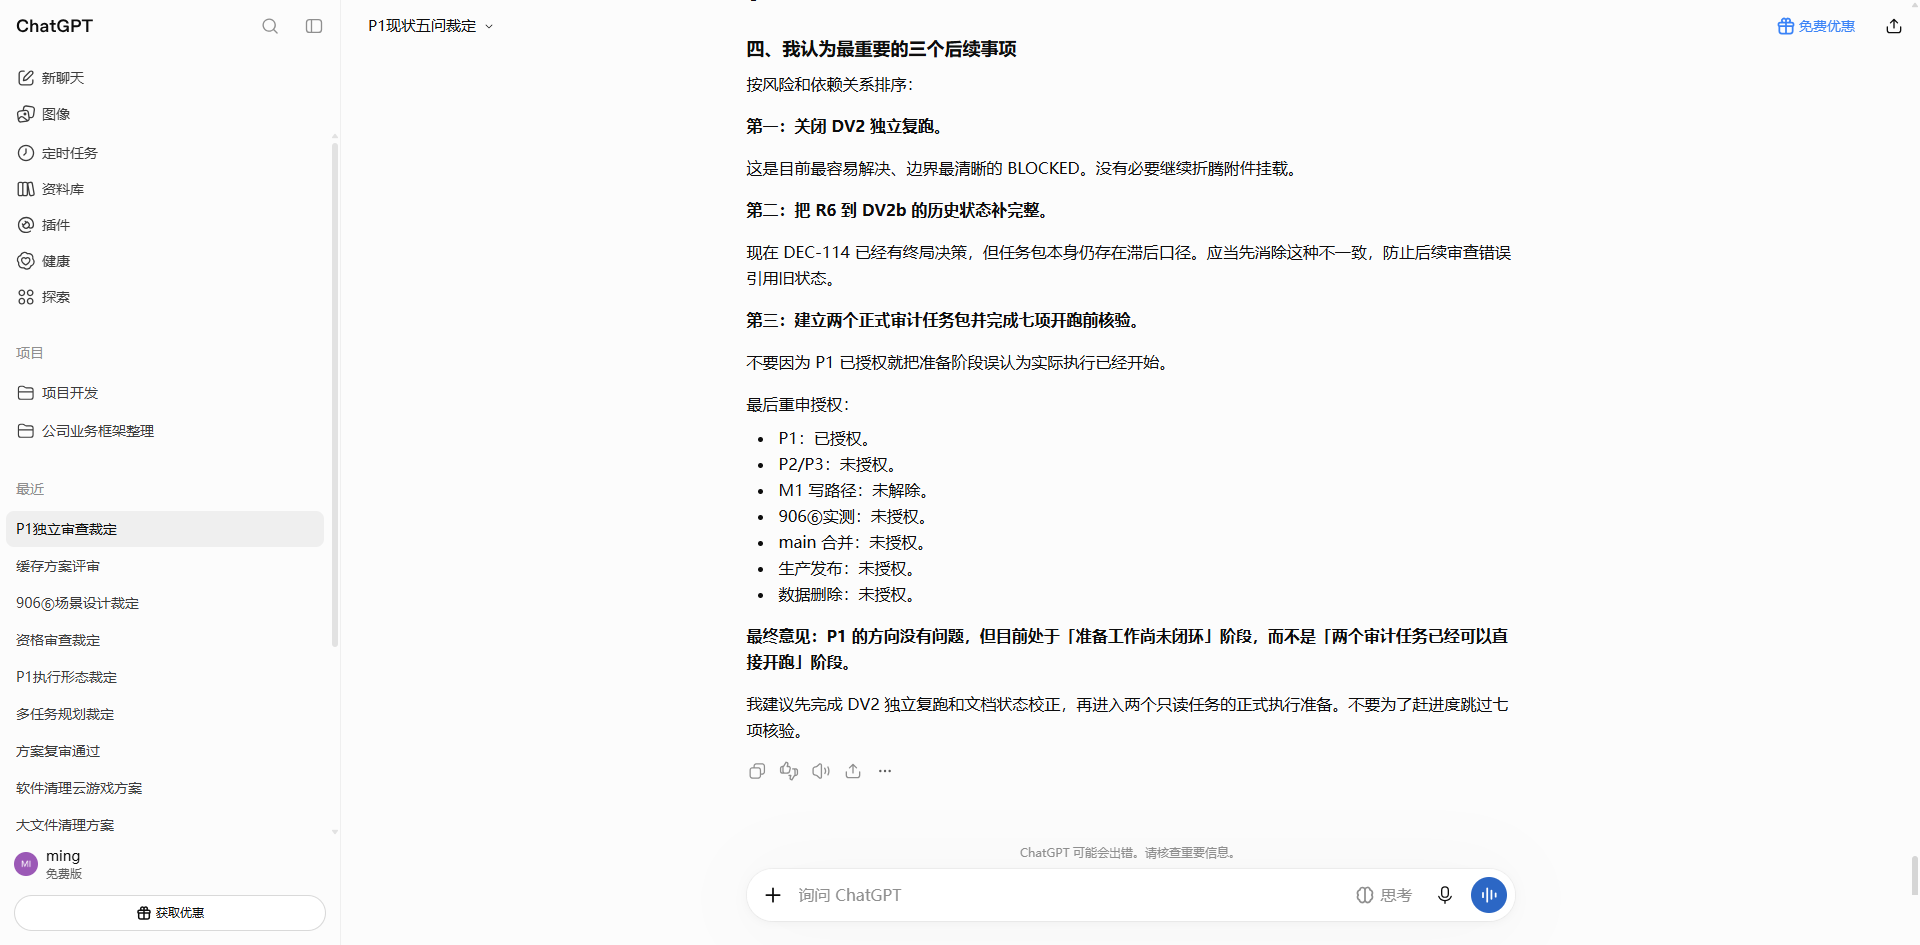 ChatGPT
新聊天
图像
定时任务
资料库
插件
健康
探索
项目
项目开发
公司业务框架整理
最近
P1独立审查裁定
缓存方案评审
906⑥场景设计裁定
资格审查裁定
P1执行形态裁定
多任务规划裁定
方案复审通过
软件清理云游戏方案
大文件清理方案
MI
ming
免费版
获取优惠
P1现状五问裁定
免费优惠
四、我认为最重要的三个后续事项
按风险和依赖关系排序：
第一：关闭 DV2 独立复跑。
这是目前最容易解决、边界最清晰的 BLOCKED。没有必要继续折腾附件挂载。
第二：把 R6 到 DV2b 的历史状态补完整。
现在 DEC-114 已经有终局决策，但任务包本身仍存在滞后口径。应当先消除这种不一致，防止后续审查错误
引用旧状态。
第三：建立两个正式审计任务包并完成七项开跑前核验。
不要因为 P1 已授权就把准备阶段误认为实际执行已经开始。
最后重申授权：
• P1：已授权。
• P2/P3：未授权。
• M1 写路径：未解除。
• 906⑥实测：未授权。
• main 合并：未授权。
• 生产发布：未授权。
• 数据删除：未授权。
最终意见：P1 的方向没有问题，但目前处于「准备工作尚未闭环」阶段，而不是「两个审计任务已经可以直
接开跑」阶段。
我建议先完成 DV2 独立复跑和文档状态校正，再进入两个只读任务的正式执行准备。不要为了赶进度跳过七
项核验。
ChatGPT 可能会出错。请核查重要信息。
询问 ChatGPT
思考